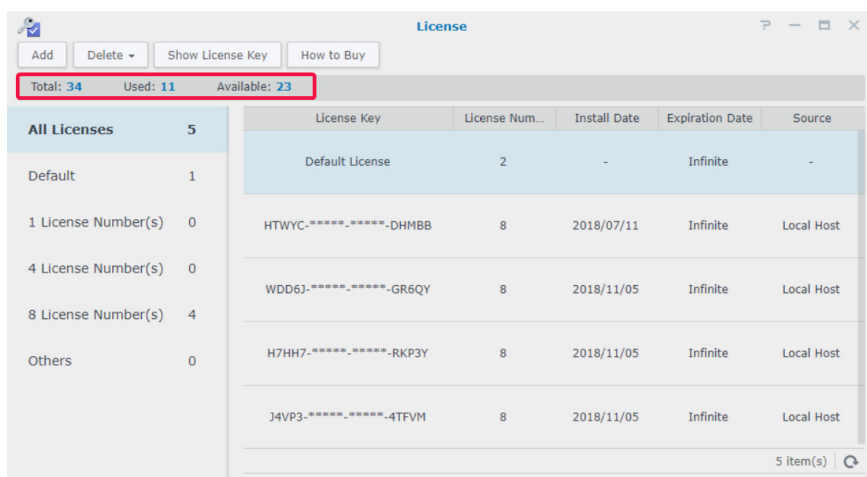 License
Add Delete Show License Key How to Buy
Total: 34 Used: 11 Available: 23
All Licenses 5
Default 1
1 License Number(s) 0
4 License Number(s) 0
8 License Number(s) 4
Others 0
License Key License Num... Install Date Expiration Date Source
Default License 2 - Infinite -
HTWYC-*****-*****-DHMBB 8 2018/07/11 Infinite Local Host
WDD6J-*****-*****-GR6QY 8 2018/11/05 Infinite Local Host
H7HH7-*****-*****-RKP3Y 8 2018/11/05 Infinite Local Host
J4VP3-*****-*****-4TFVM 8 2018/11/05 Infinite Local Host
5 item(s)